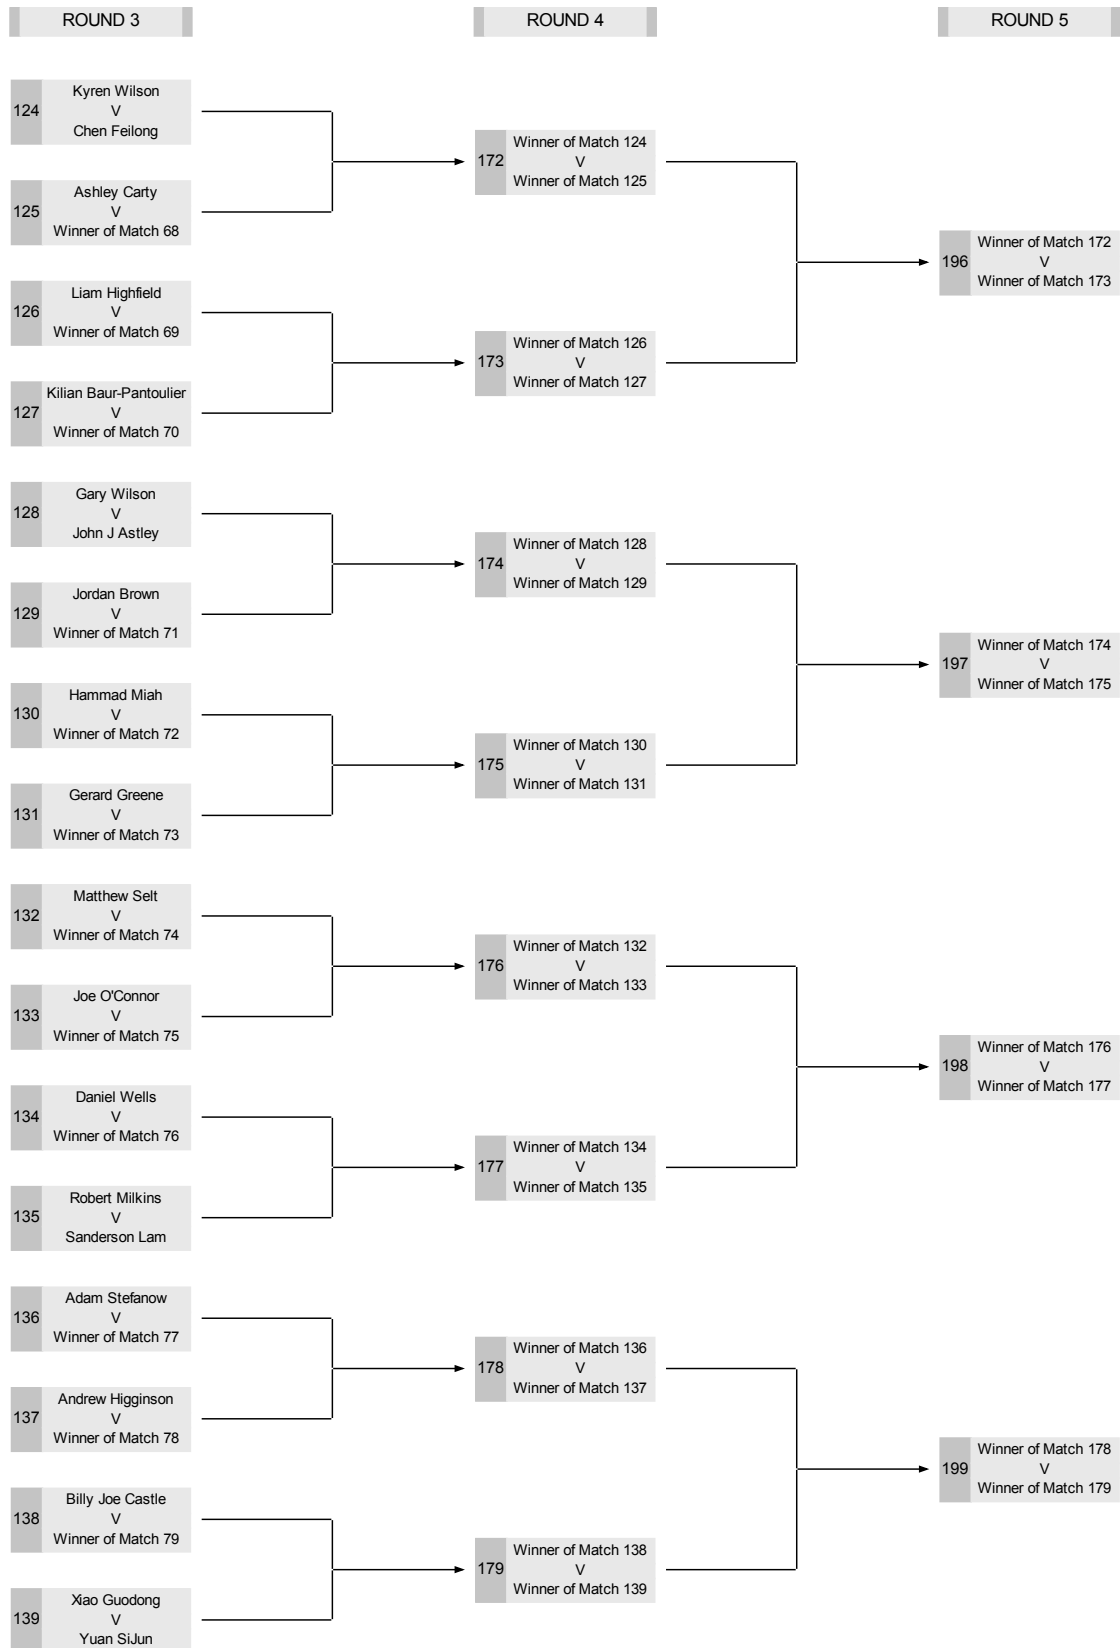 ROUND 3
ROUND 4
ROUND 5
124
Kyren Wilson
V
Chen Feilong
125
Ashley Carty
V
Winner of Match 68
126
Liam Highfield
V
Winner of Match 69
127
Kilian Baur-Pantoulier
V
Winner of Match 70
128
Gary Wilson
V
John J Astley
129
Jordan Brown
V
Winner of Match 71
130
Hammad Miah
V
Winner of Match 72
131
Gerard Greene
V
Winner of Match 73
132
Matthew Selt
V
Winner of Match 74
133
Joe O'Connor
V
Winner of Match 75
134
Daniel Wells
V
Winner of Match 76
135
Robert Milkins
V
Sanderson Lam
136
Adam Stefanow
V
Winner of Match 77
137
Andrew Higginson
V
Winner of Match 78
138
Billy Joe Castle
V
Winner of Match 79
139
Xiao Guodong
V
Yuan SiJun
172
Winner of Match 124
V
Winner of Match 125
173
Winner of Match 126
V
Winner of Match 127
174
Winner of Match 128
V
Winner of Match 129
175
Winner of Match 130
V
Winner of Match 131
176
Winner of Match 132
V
Winner of Match 133
177
Winner of Match 134
V
Winner of Match 135
178
Winner of Match 136
V
Winner of Match 137
179
Winner of Match 138
V
Winner of Match 139
196
Winner of Match 172
V
Winner of Match 173
197
Winner of Match 174
V
Winner of Match 175
198
Winner of Match 176
V
Winner of Match 177
199
Winner of Match 178
V
Winner of Match 179